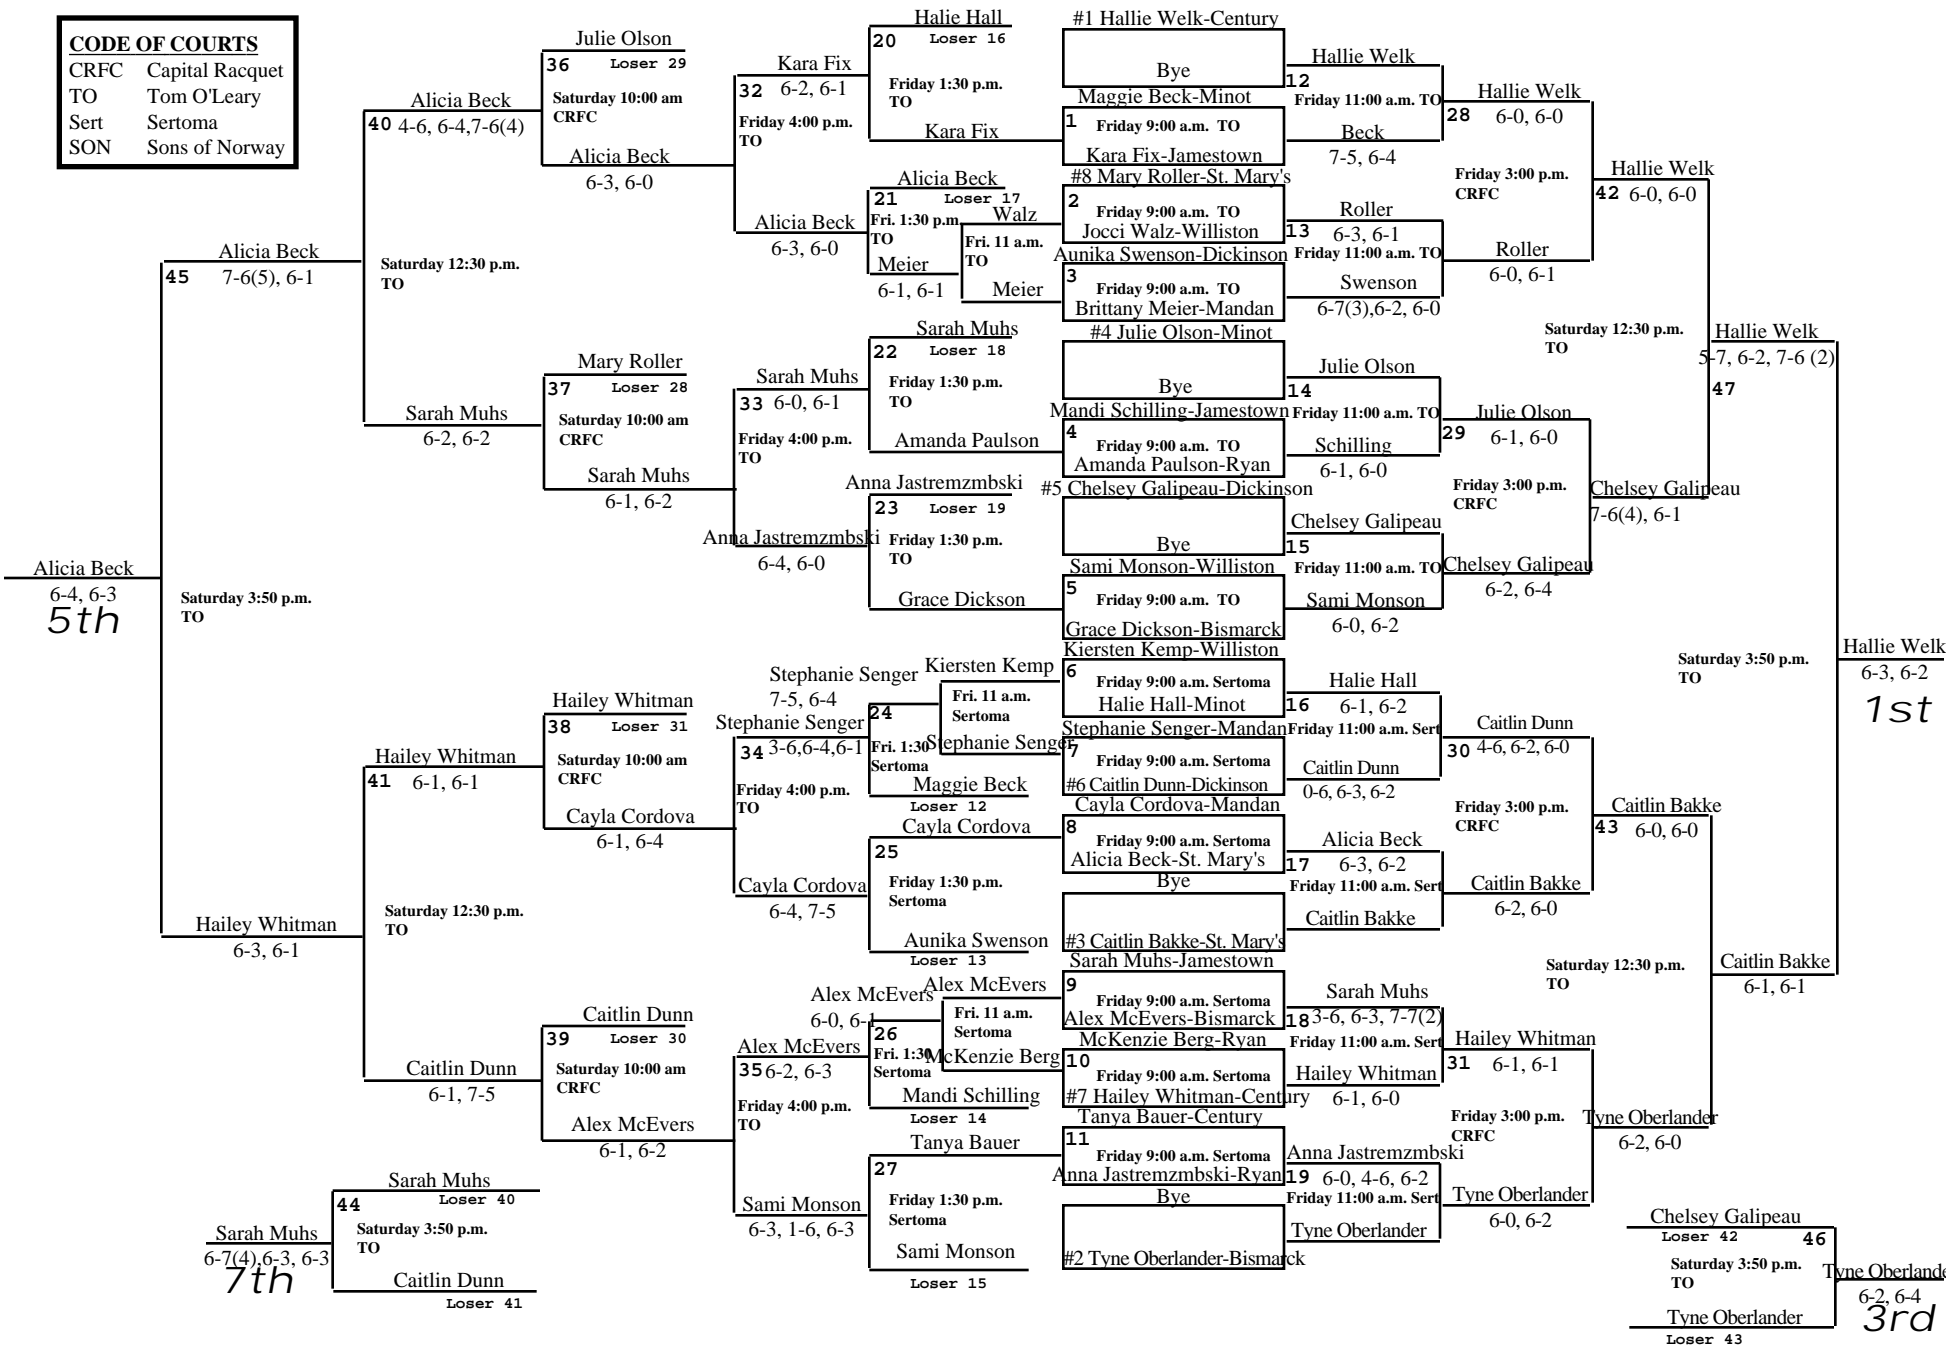 CODE OF COURTS
CRFC Capital Racquet
TO Tom O'Leary
Sert Sertoma
SON Sons of Norway
Alicia Beck
6-4, 6-3
5th
45
Alicia Beck
7-6(5), 6-1
Saturday 3:50 p.m.
TO
Hailey Whitman
6-3, 6-1
40
Alicia Beck
4-6, 6-4,7-6(4)
Saturday 12:30 p.m.
TO
Sarah Muhs
6-2, 6-2
41
Hailey Whitman
6-1, 6-1
Saturday 12:30 p.m.
TO
Caitlin Dunn
6-1, 7-5
44
Sarah Muhs
Loser 40
Saturday 3:50 p.m.
TO
Sarah Muhs
6-7(4),6-3, 6-3
7th
Caitlin Dunn
Loser 41
Julie Olson
36 Loser 29
Saturday 10:00 am
CRFC
Alicia Beck
6-3, 6-0
Mary Roller
37 Loser 28
Saturday 10:00 am
CRFC
Sarah Muhs
6-1, 6-2
Hailey Whitman
38 Loser 31
Saturday 10:00 am
CRFC
Cayla Cordova
6-1, 6-4
Caitlin Dunn
39 Loser 30
Saturday 10:00 am
CRFC
Alex McEvers
6-1, 6-2
Kara Fix
32 6-2, 6-1
Friday 4:00 p.m.
TO
Alicia Beck
6-3, 6-0
Sarah Muhs
33 6-0, 6-1
Friday 4:00 p.m.
TO
Anna Jastremzmbski
6-4, 6-0
Stephanie Senger
7-5, 6-4
Stephanie Senger
34 3-6,6-4,6-1
Friday 4:00 p.m.
TO
Cayla Cordova
6-4, 7-5
Alex McEvers
6-0, 6-1
Alex McEvers
35 6-2, 6-3
Friday 4:00 p.m.
TO
Sami Monson
6-3, 1-6, 6-3
Halie Hall
20 Loser 16
Friday 1:30 p.m.
TO
Kara Fix
Alicia Beck
21 Loser 17
Fri. 1:30 p.m.
TO
Walz
Fri. 11 a.m.
TO
Meier
6-1, 6-1
Meier
Sarah Muhs
22 Loser 18
Friday 1:30 p.m.
TO
Amanda Paulson
Anna Jastremzmbski
23 Loser 19
Friday 1:30 p.m.
TO
Grace Dickson
Kiersten Kemp
Fri. 11 a.m.
Sertoma
24
Fri. 1:30
Sertoma
Stephanie Senger
Maggie Beck
Loser 12
Cayla Cordova
25
Friday 1:30 p.m.
Sertoma
Aunika Swenson
Loser 13
Alex McEvers
Fri. 11 a.m.
Sertoma
26
Fri. 1:30
Sertoma
McKenzie Berg
Mandi Schilling
Loser 14
Tanya Bauer
27
Friday 1:30 p.m.
Sertoma
Sami Monson
Loser 15
#1 Hallie Welk-Century
Bye
Maggie Beck-Minot
1 Friday 9:00 a.m. TO
Kara Fix-Jamestown
#8 Mary Roller-St. Mary's
2 Friday 9:00 a.m. TO
Jocci Walz-Williston
Aunika Swenson-Dickinson
3 Friday 9:00 a.m. TO
Brittany Meier-Mandan
#4 Julie Olson-Minot
Bye
Mandi Schilling-Jamestown
4 Friday 9:00 a.m. TO
Amanda Paulson-Ryan
#5 Chelsey Galipeau-Dickinson
Bye
Sami Monson-Williston
5 Friday 9:00 a.m. TO
Grace Dickson-Bismarck
Kiersten Kemp-Williston
6 Friday 9:00 a.m. Sertoma
Halie Hall-Minot
Stephanie Senger-Mandan
7 Friday 9:00 a.m. Sertoma
#6 Caitlin Dunn-Dickinson
Cayla Cordova-Mandan
8 Friday 9:00 a.m. Sertoma
Alicia Beck-St. Mary's
Bye
#3 Caitlin Bakke-St. Mary's
Sarah Muhs-Jamestown
9 Friday 9:00 a.m. Sertoma
Alex McEvers-Bismarck
McKenzie Berg-Ryan
10 Friday 9:00 a.m. Sertoma
#7 Hailey Whitman-Century
Tanya Bauer-Century
11 Friday 9:00 a.m. Sertoma
Anna Jastremzmbski-Ryan
Bye
#2 Tyne Oberlander-Bismarck
Hallie Welk
12
Friday 11:00 a.m. TO
Beck
7-5, 6-4
Roller
13 6-3, 6-1
Friday 11:00 a.m. TO
Swenson
6-7(3),6-2, 6-0
Julie Olson
14
Friday 11:00 a.m. TO
Schilling
6-1, 6-0
Chelsey Galipeau
15
Friday 11:00 a.m. TO
Sami Monson
6-0, 6-2
Halie Hall
16 6-1, 6-2
Friday 11:00 a.m. Sert
Caitlin Dunn
0-6, 6-3, 6-2
Alicia Beck
17 6-3, 6-2
Friday 11:00 a.m. Sert
Caitlin Bakke
Sarah Muhs
18 3-6, 6-3, 7-7(2)
Friday 11:00 a.m. Sert
Hailey Whitman
6-1, 6-0
Anna Jastremzmbski
19 6-0, 4-6, 6-2
Friday 11:00 a.m. Sert
Tyne Oberlander
Hallie Welk
28 6-0, 6-0
Friday 3:00 p.m.
CRFC
Roller
6-0, 6-1
Julie Olson
29 6-1, 6-0
Friday 3:00 p.m.
CRFC
Chelsey Galipeau
6-2, 6-4
Caitlin Dunn
30 4-6, 6-2, 6-0
Friday 3:00 p.m.
CRFC
Caitlin Bakke
6-2, 6-0
Hailey Whitman
31 6-1, 6-1
Friday 3:00 p.m.
CRFC
Tyne Oberlander
6-0, 6-2
Hallie Welk
42 6-0, 6-0
Saturday 12:30 p.m.
TO
Chelsey Galipeau
7-6(4), 6-1
Caitlin Bakke
43 6-0, 6-0
Saturday 12:30 p.m.
TO
Tyne Oberlander
6-2, 6-0
Hallie Welk
5-7, 6-2, 7-6 (2)
47
Saturday 3:50 p.m.
TO
Caitlin Bakke
6-1, 6-1
Hallie Welk
6-3, 6-2
1st
Chelsey Galipeau
Loser 42 46
Saturday 3:50 p.m.
TO
Tyne Oberlande
6-2, 6-4
3rd
Tyne Oberlander
Loser 43